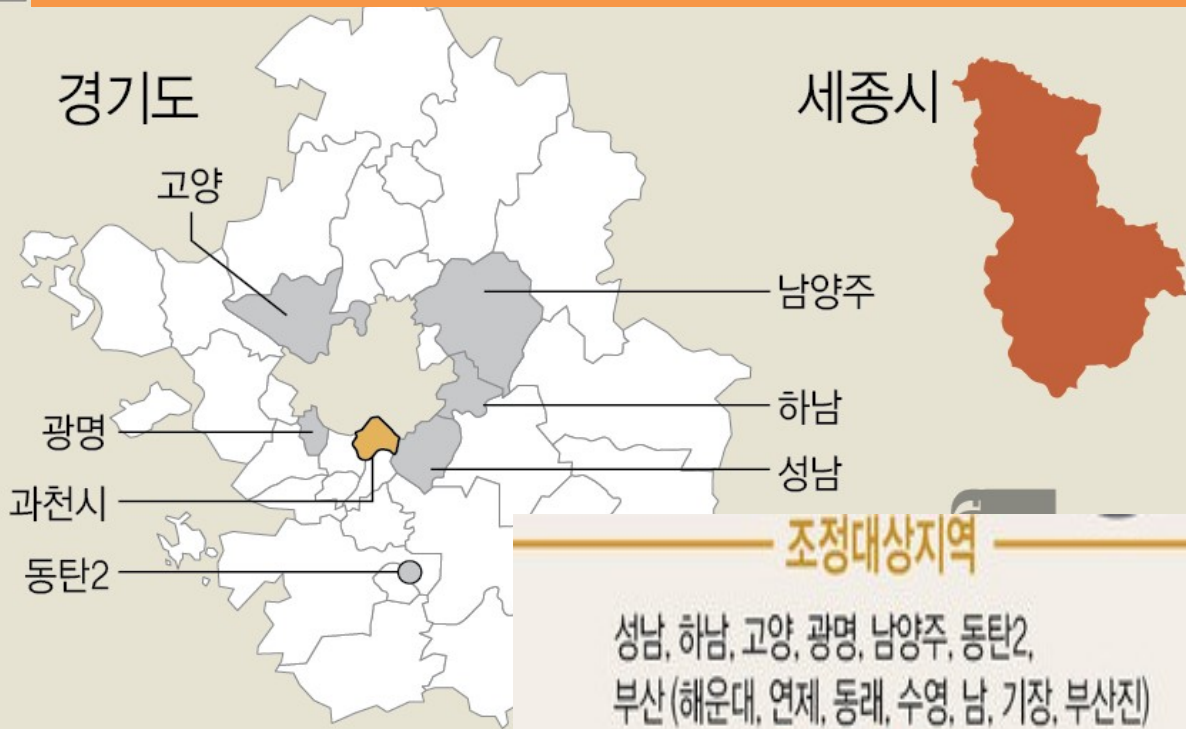 경기도
세종시
고양
남양주
하남
광명
성남
과천시
동탄2
조정대상지역
성남, 하남, 고양, 광명, 남양주, 동탄2,
부산 (해운대, 연제, 동래, 수영, 남, 기장, 부산진)